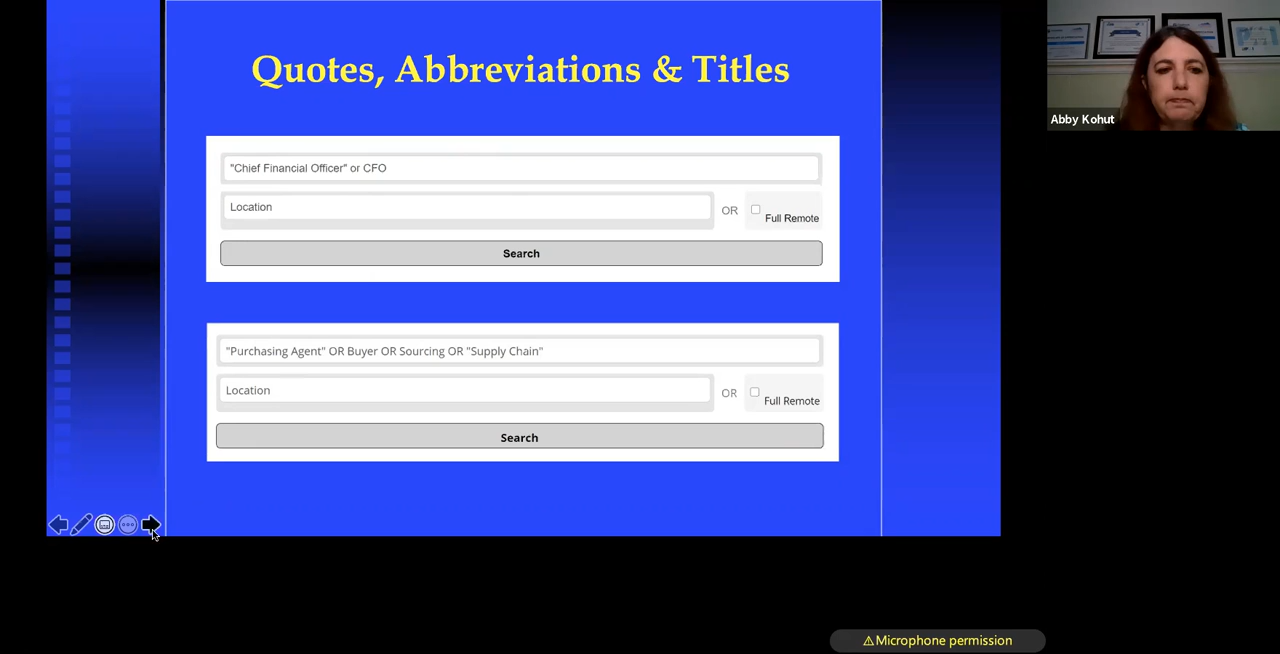 Quotes, Abbreviations & Titles
"Chief Financial Officer" or CFO
Location
OR
Full Remote
Search
"Purchasing Agent" OR Buyer OR Sourcing OR "Supply Chain"
Location
OR
Full Remote
Search
Abby Kohut
⚠Microphone permission